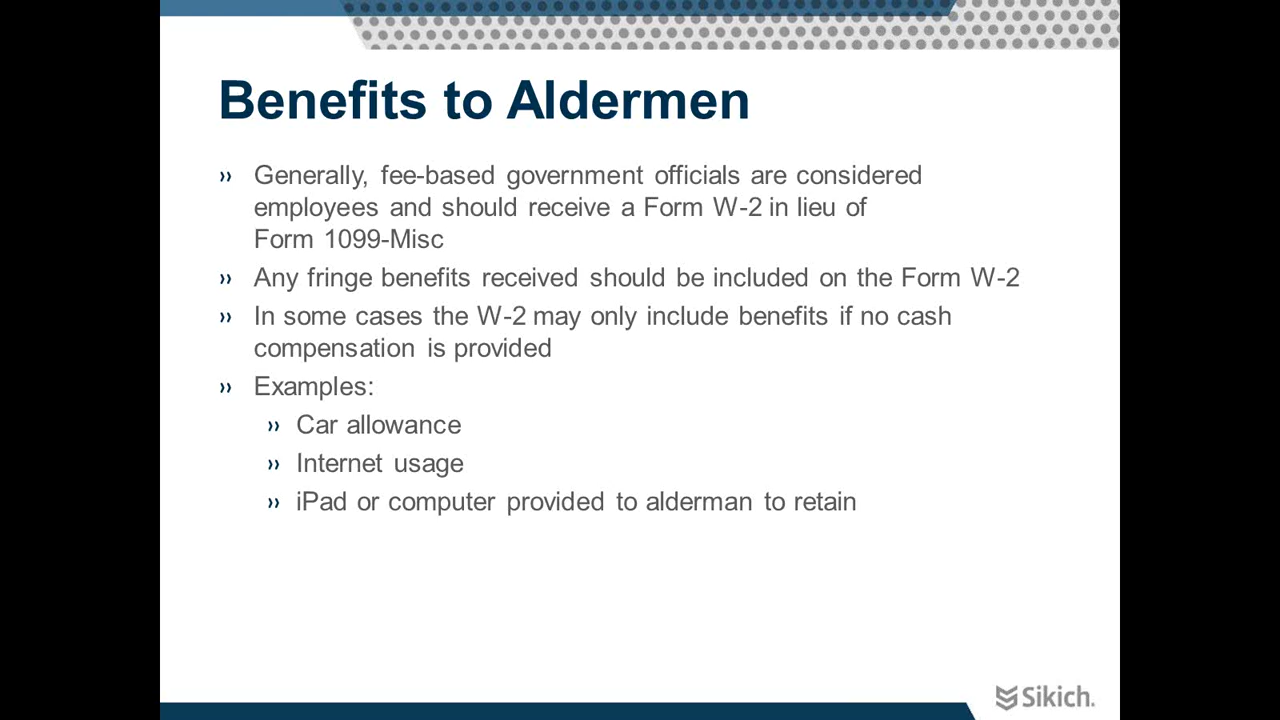 Benefits to Aldermen
» Generally, fee-based government officials are considered
employees and should receive a Form W-2 in lieu of
Form 1099-Misc
» Any fringe benefits received should be included on the Form W-2
» In some cases the W-2 may only include benefits if no cash
compensation is provided
» Examples:
» Car allowance
» Internet usage
» iPad or computer provided to alderman to retain
Sikich.